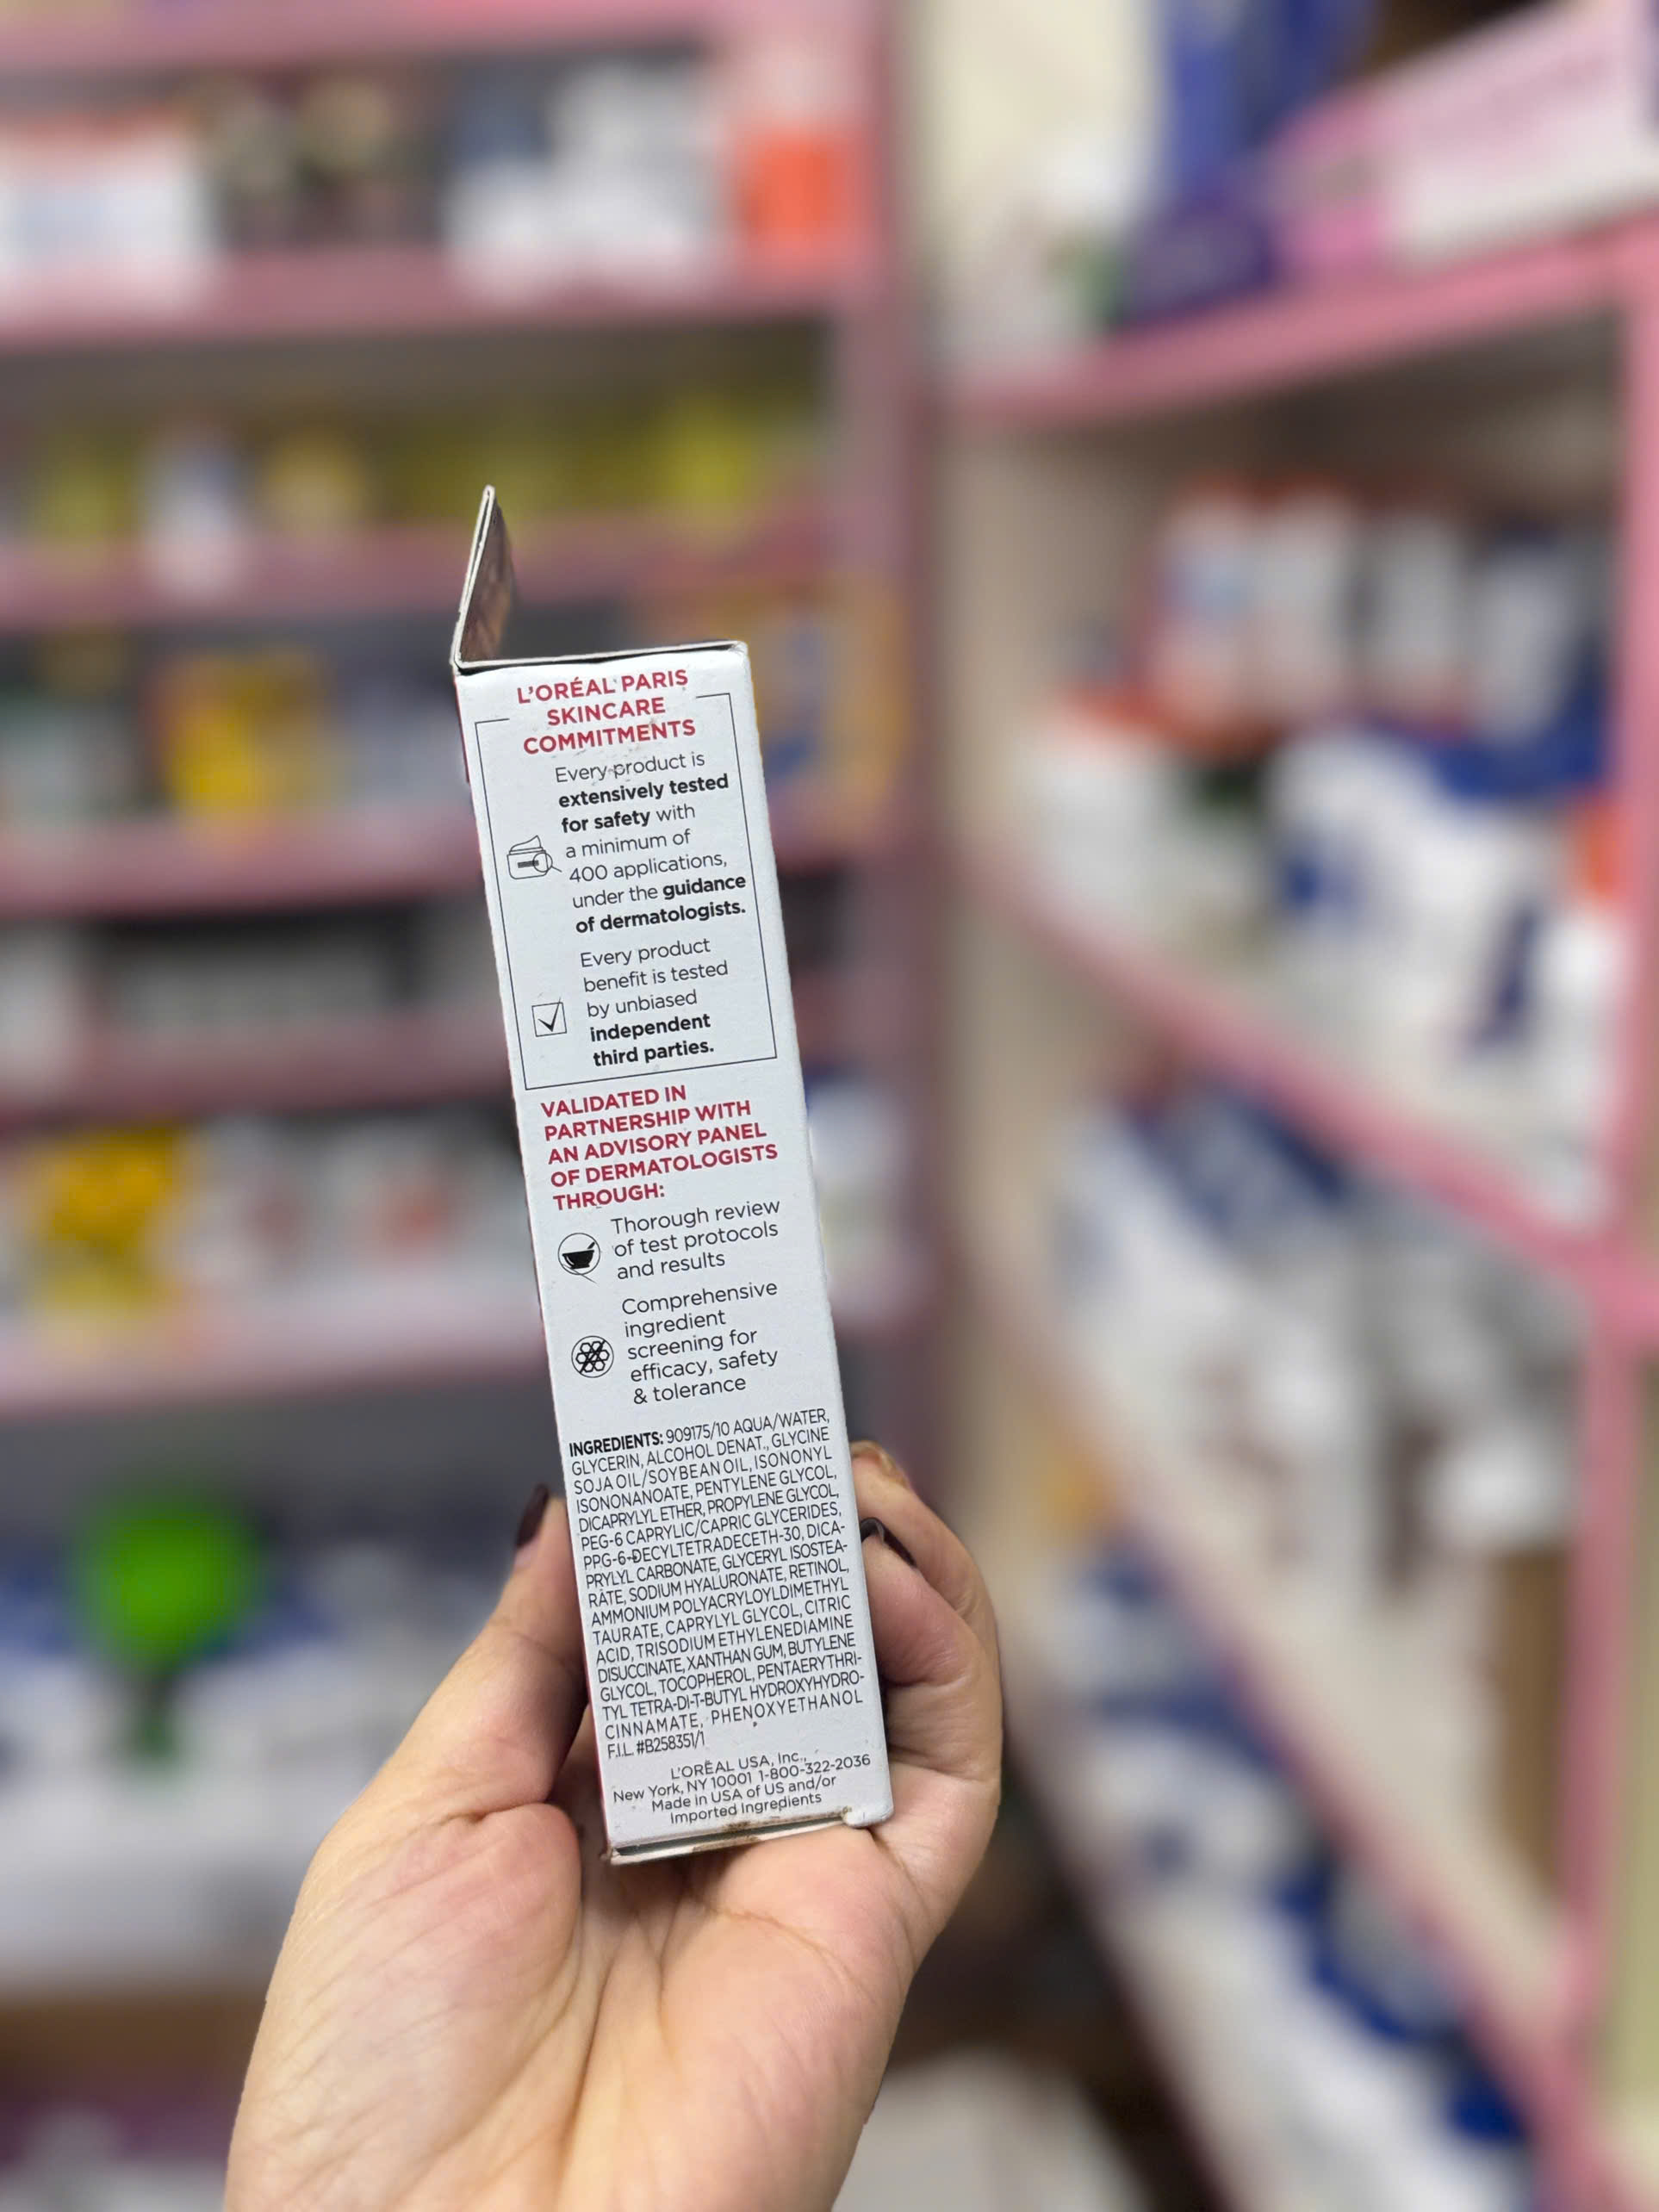 L'ORÉAL PARIS
SKINCARE
COMMITMENTS
Every product is
extensively tested
for safety with
a minimum of
400 applications,
under the guidance
of dermatologists.
Every product
benefit is tested
by unbiased
independent
third parties.
VALIDATED IN
PARTNERSHIP WITH
AN ADVISORY PANEL
OF DERMATOLOGISTS
THROUGH:
Thorough review
of test protocols
and results
Comprehensive
ingredient
screening for
efficacy, safety
& tolerance
INGREDIENTS: 909175/10 AQUA/WATER,
GLYCERIN, ALCOHOL DENAT., GLYCINE
SOJA OIL/SOYBEAN OIL, ISONONYL
ISONONANOATE, PENTYLENE GLYCOL,
DICAPRYLYL ETHER, PROPYLENE GLYCOL,
PEG-6 CAPRYLIC/CAPRIC GLYCERIDES,
PPG-6-DECYLTETRADECETH-30, DICA-
PRYLYL CARBONATE, GLYCERYL ISOSTEA-
RATE, SODIUM HYALURONATE, RETINOL,
AMMONIUM POLYACRYLOYLDIMETHYL
TAURATE, CAPRYLYL GLYCOL, CITRIC
ACID, TRISODIUM ETHYLENEDIAMINE
DISUCCINATE, XANTHAN GUM, BUTYLENE
GLYCOL, TOCOPHEROL, PENTAERYTHRI-
TYL TETRA-DI-T-BUTYL HYDROXYHYDRO-
CINNAMATE, PHENOXYETHANOL
F.I.L. #B258351/1
L'ORÉAL USA, Inc.,
New York, NY 10001 1-800-322-2036
Made in USA of US and/or
Imported Ingredients